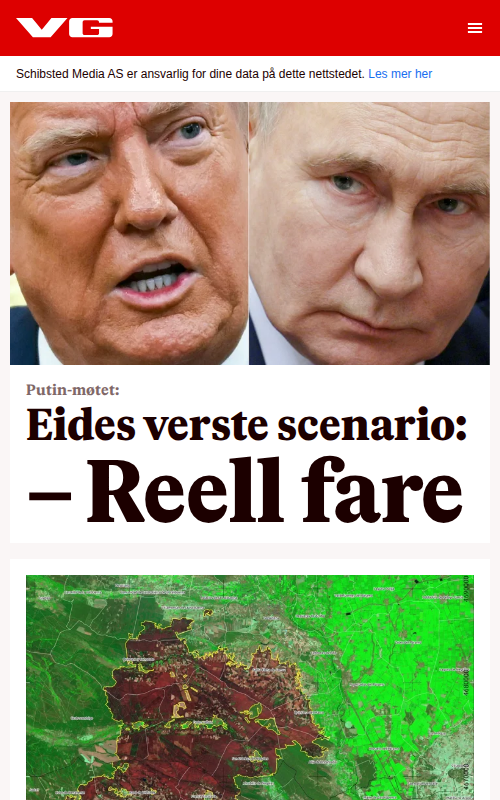 VG
Schibsted Media AS er ansvarlig for dine data på dette nettstedet. Les mer her
Putin-møtet:
Eides verste scenario:
– Reell fare